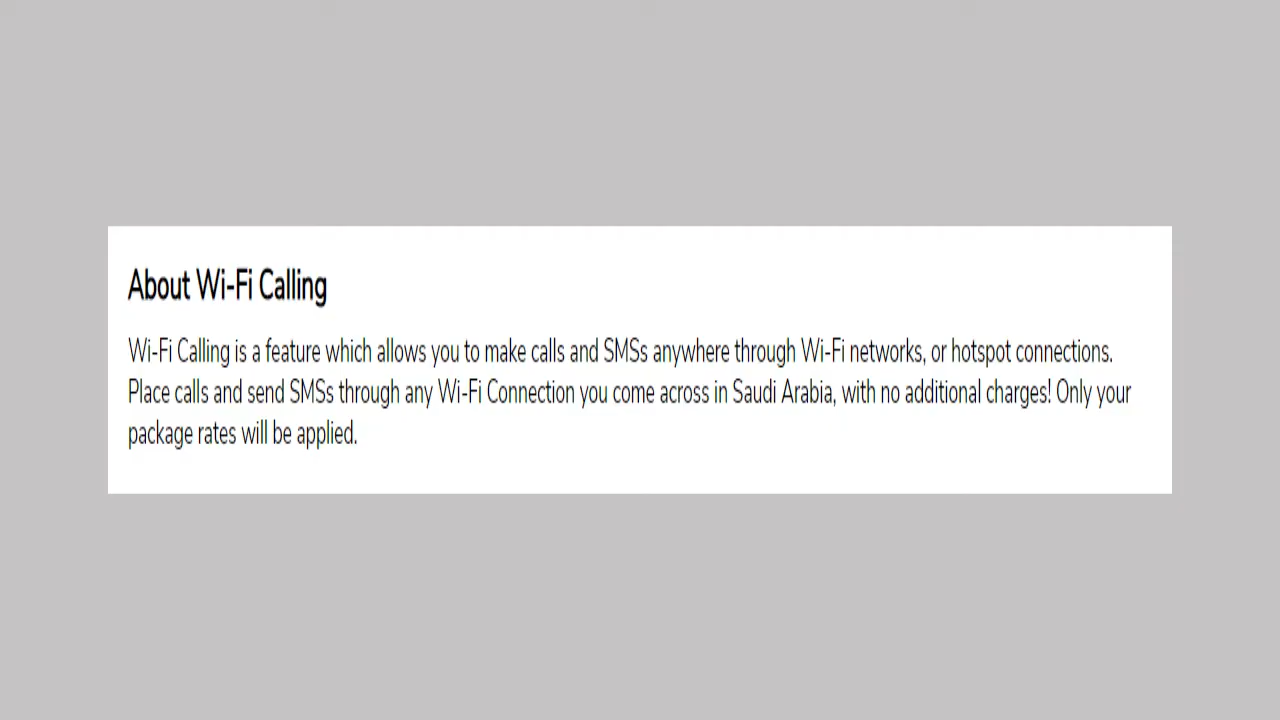 About Wi-Fi Calling
Wi-Fi Calling is a feature which allows you to make calls and SMSs anywhere through Wi-Fi networks, or hotspot connections.
Place calls and send SMSs through any Wi-Fi Connection you come across in Saudi Arabia, with no additional charges! Only your
package rates will be applied.